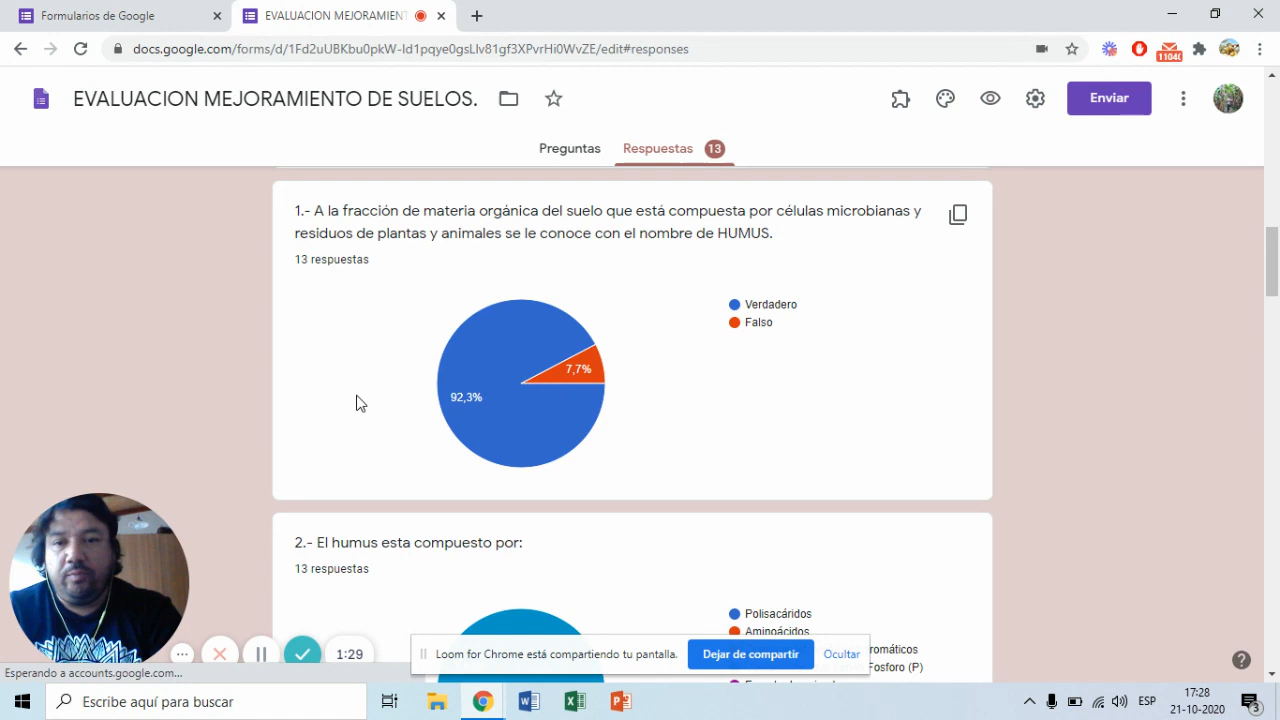 Formularios de Google
EVALUACION MEJORAMIEN
docs.google.com/forms/d/1Fd2uUBKbu0pkW-Id1pqye0gsLlv81gf3XPvrHi0WvZE/edit#responses
11040
EVALUACION MEJORAMIENTO DE SUELOS.
Enviar
Preguntas
Respuestas 13
1.- A la fracción de materia orgánica del suelo que está compuesta por células microbianas y
residuos de plantas y animales se le conoce con el nombre de HUMUS.
13 respuestas
Verdadero
Falso
7,7%
92,3%
2.- El humus esta compuesto por:
13 respuestas
Polisacáridos
Aminoácidos
romáticos
Fosforo (P)
1:29
Loom for Chrome está compartiendo tu pantalla.
Dejar de compartir
Ocultar
Esperando a accounts.google.com...
Escribe aquí para buscar
ESP
17:28
21-10-2020
3